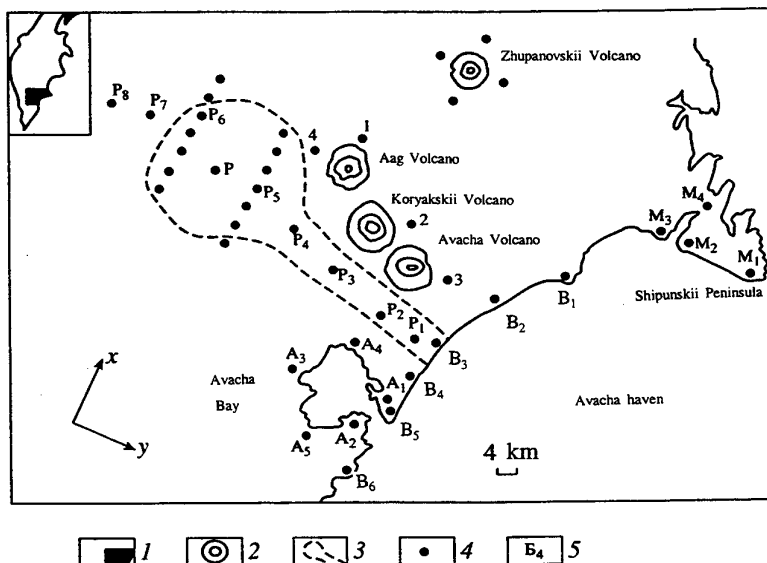 Zhupanovskii Volcano
P8
P7
P6
4
1
Aag Volcano
P
P5
Koryakskii Volcano
M4
P4
2
M3
Avacha Volcano
M2
P3
3
M1
B1
Shipunskii Peninsula
B2
P2
P1
A4
B3
x
A3
Avacha
Bay
A1
B4
Avacha haven
y
A5
A2
B5
4 km
B6
1
2
3
4
Б4
5